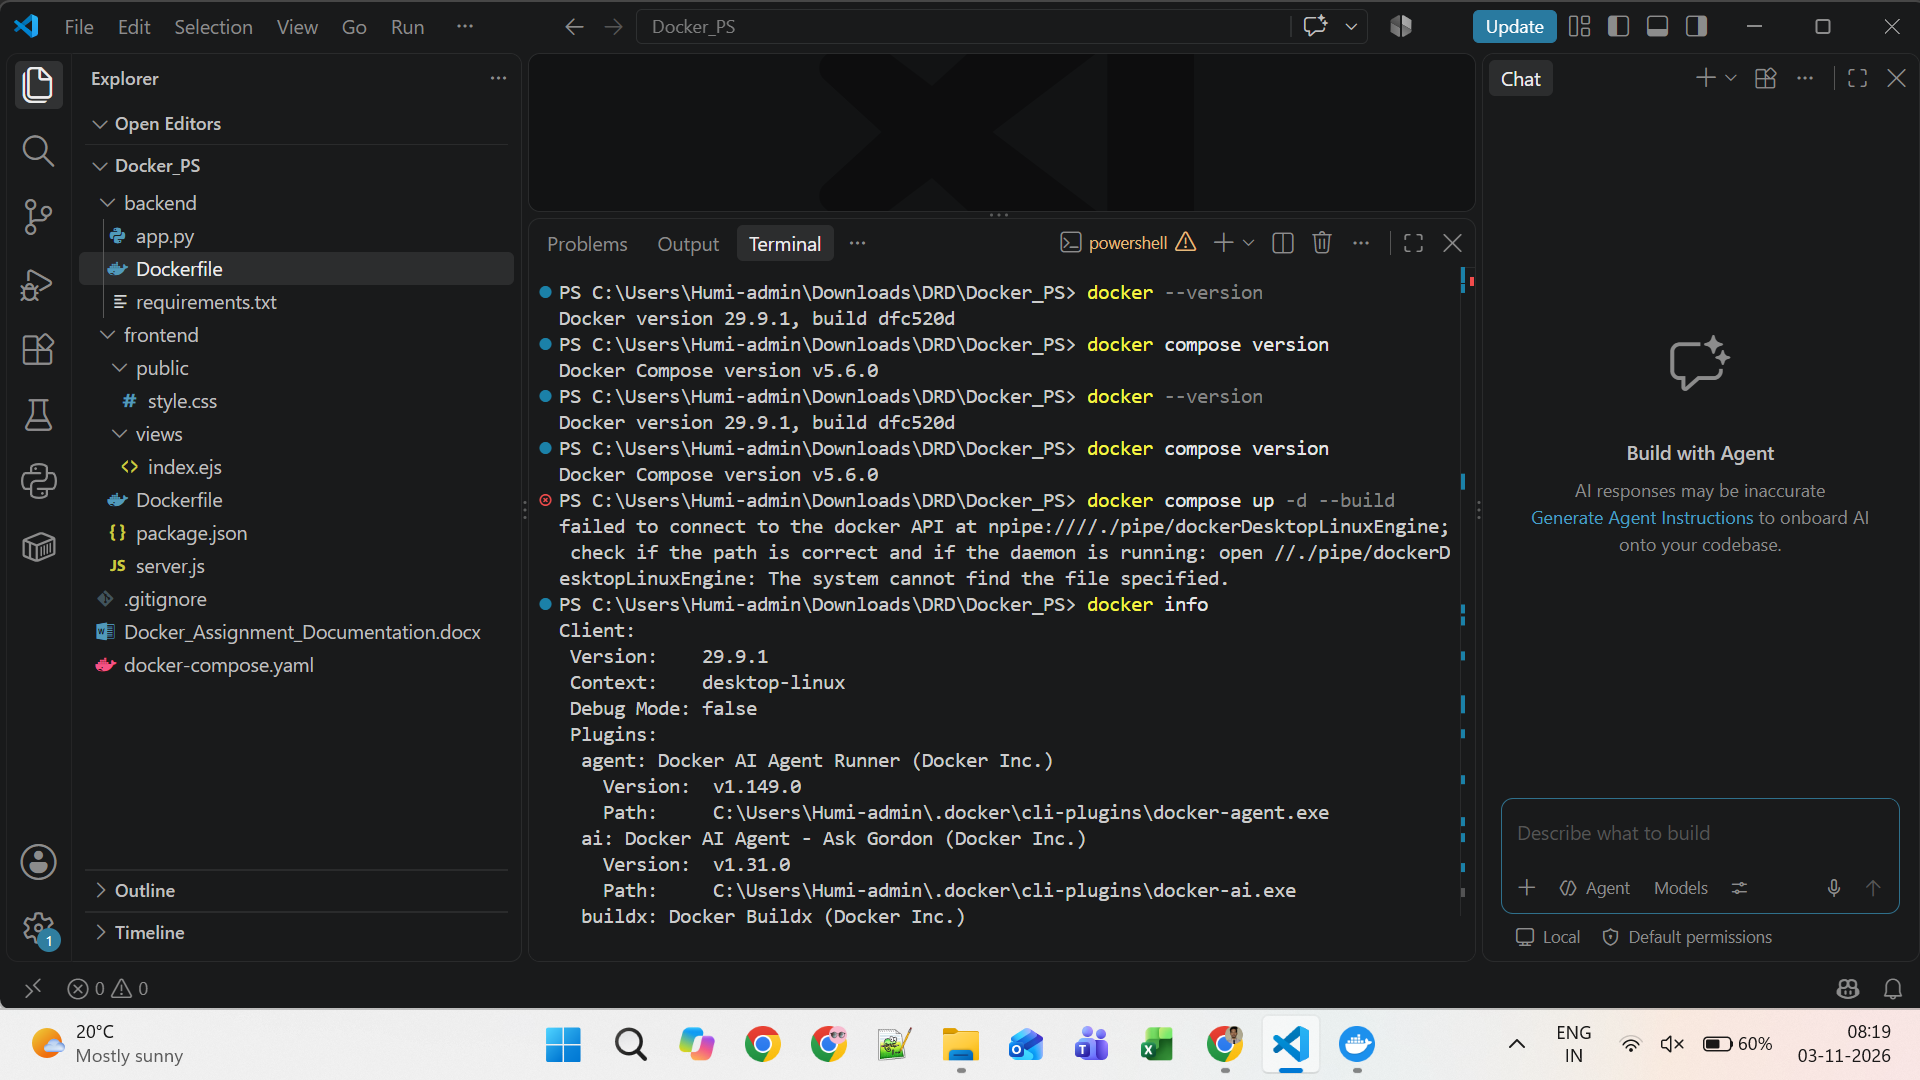 File Edit Selection View Go Run ···
Docker_PS
Update
Explorer
Open Editors
Docker_PS
backend
app.py
Dockerfile
requirements.txt
frontend
public
# style.css
views
<> index.ejs
Dockerfile
{} package.json
JS server.js
.gitignore
Docker_Assignment_Documentation.docx
docker-compose.yaml
Outline
Timeline
1
Problems Output Terminal ··· powershell
PS C:\Users\Humi-admin\Downloads\DRD\Docker_PS> docker --version
Docker version 29.9.1, build dfc520d
PS C:\Users\Humi-admin\Downloads\DRD\Docker_PS> docker compose version
Docker Compose version v5.6.0
PS C:\Users\Humi-admin\Downloads\DRD\Docker_PS> docker --version
Docker version 29.9.1, build dfc520d
PS C:\Users\Humi-admin\Downloads\DRD\Docker_PS> docker compose version
Docker Compose version v5.6.0
PS C:\Users\Humi-admin\Downloads\DRD\Docker_PS> docker compose up -d --build
failed to connect to the docker API at npipe:////./pipe/dockerDesktopLinuxEngine;
check if the path is correct and if the daemon is running: open //./pipe/dockerD
esktopLinuxEngine: The system cannot find the file specified.
PS C:\Users\Humi-admin\Downloads\DRD\Docker_PS> docker info
Client:
Version: 29.9.1
Context: desktop-linux
Debug Mode: false
Plugins:
agent: Docker AI Agent Runner (Docker Inc.)
Version: v1.149.0
Path: C:\Users\Humi-admin\.docker\cli-plugins\docker-agent.exe
ai: Docker AI Agent - Ask Gordon (Docker Inc.)
Version: v1.31.0
Path: C:\Users\Humi-admin\.docker\cli-plugins\docker-ai.exe
buildx: Docker Buildx (Docker Inc.)
Chat
Build with Agent
AI responses may be inaccurate
Generate Agent Instructions to onboard AI
onto your codebase.
Describe what to build
Agent Models
Local Default permissions
0 0
20°C
Mostly sunny
ENG
IN
60%
08:19
03-11-2026